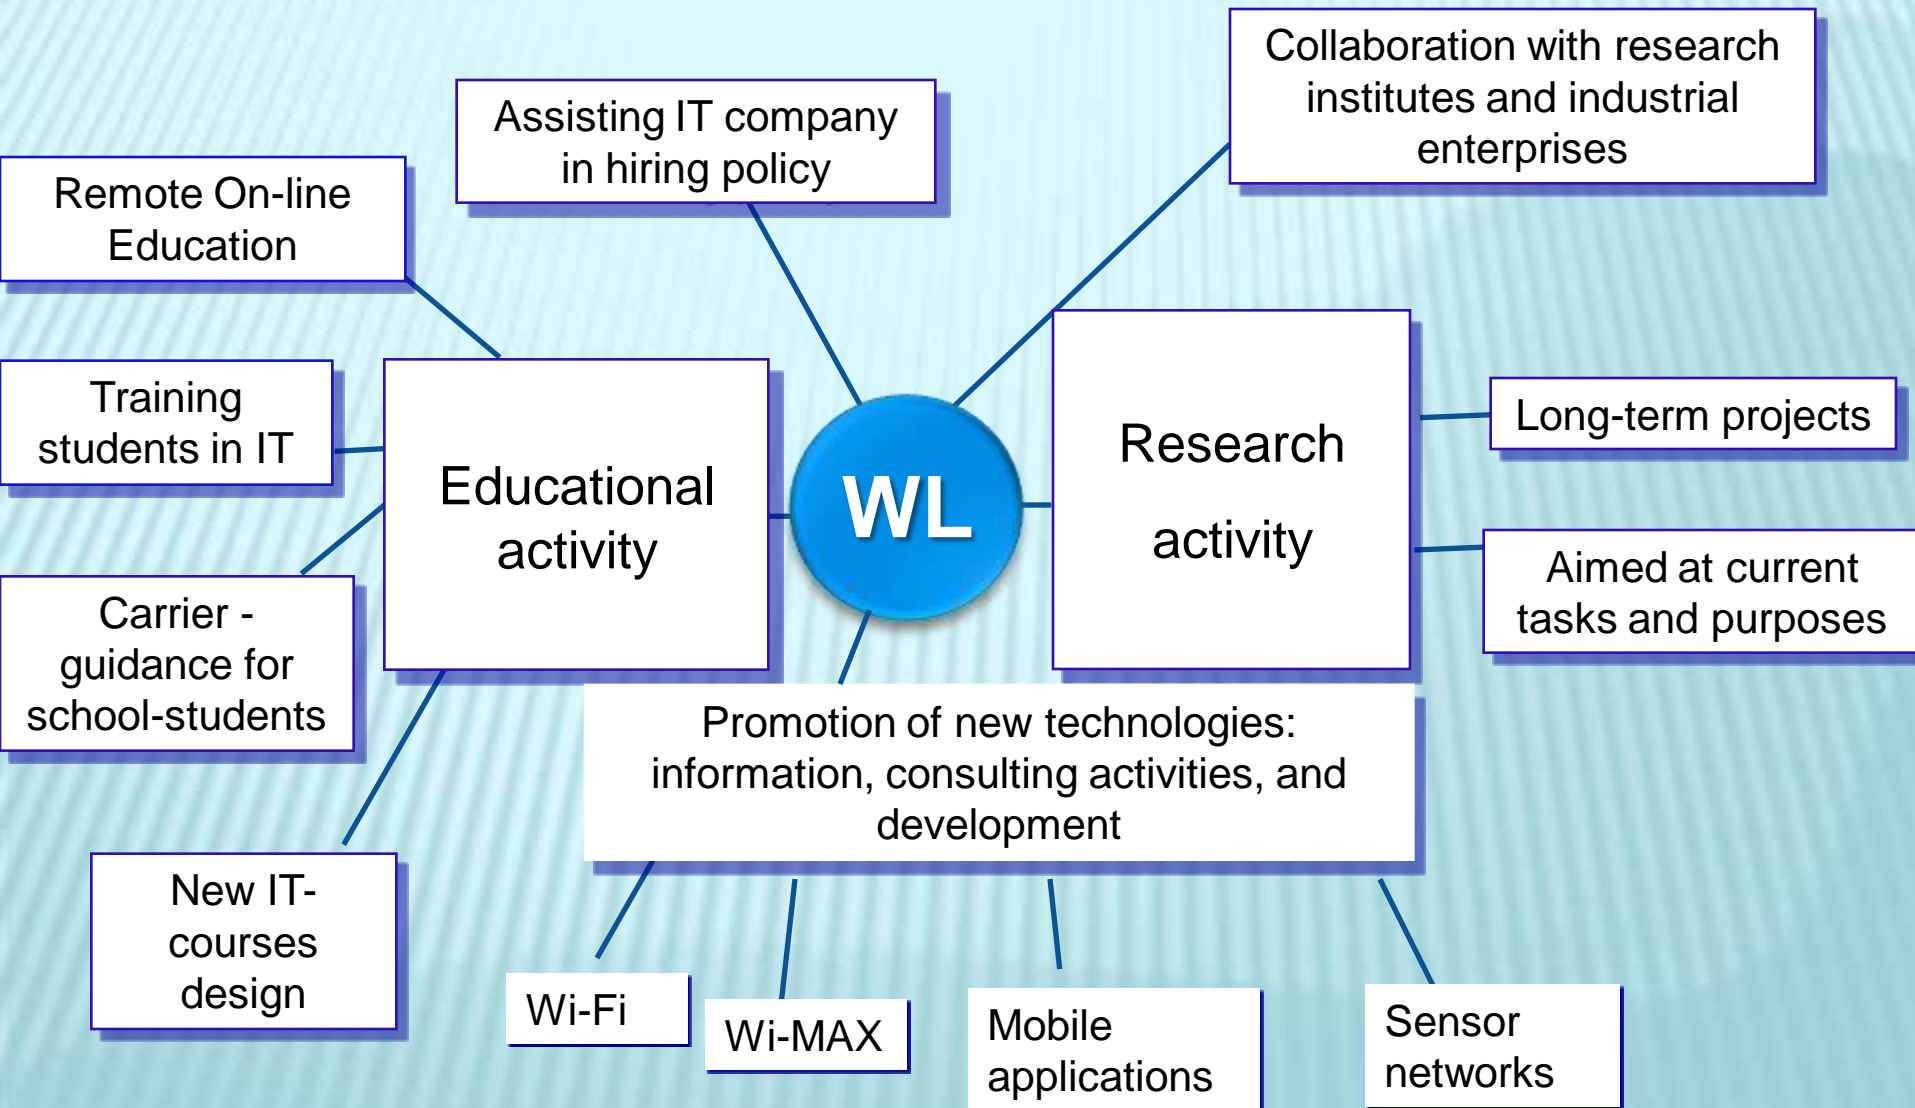 Collaboration with research
institutes and industrial
enterprises
Assisting IT company
in hiring policy
Remote On-line
Education
Training
students in IT
Educational
activity
WL
Research
activity
Long-term projects
Aimed at current
tasks and purposes
Carrier -
guidance for
school-students
Promotion of new technologies:
information, consulting activities, and
development
New IT-
courses
design
Wi-Fi
Wi-MAX
Mobile
applications
Sensor
networks